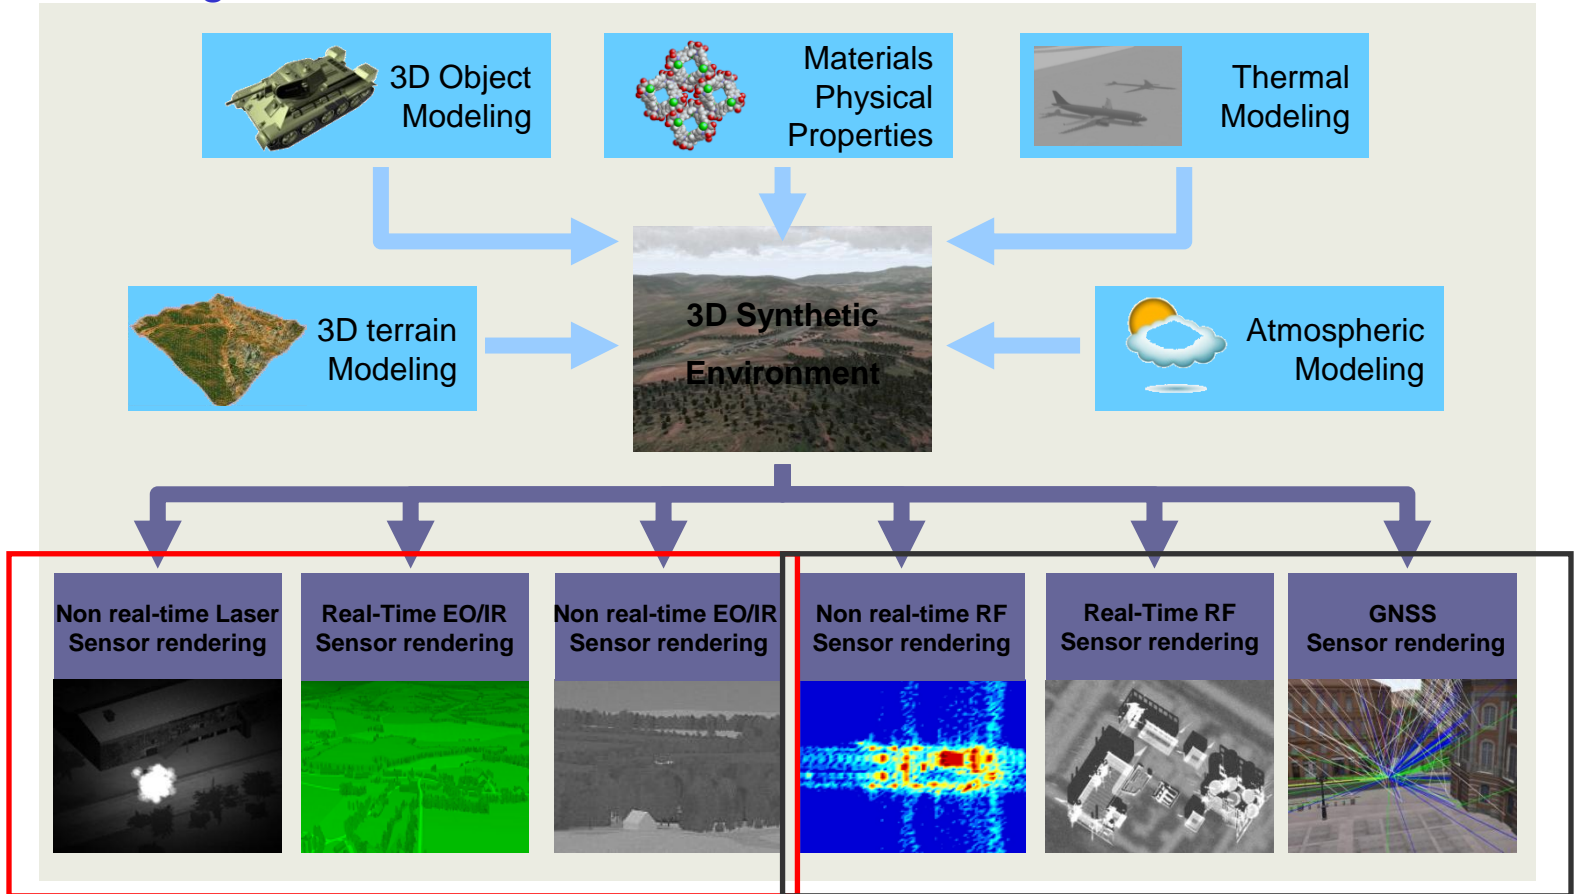 3D Object
Modeling
Materials
Physical
Properties
Thermal
Modeling
3D terrain
Modeling
3D Synthetic
Environment
Atmospheric
Modeling
Non real-time Laser
Sensor rendering
Real-Time EO/IR
Sensor rendering
Non real-time EO/IR
Sensor rendering
Non real-time RF
Sensor rendering
Real-Time RF
Sensor rendering
GNSS
Sensor rendering